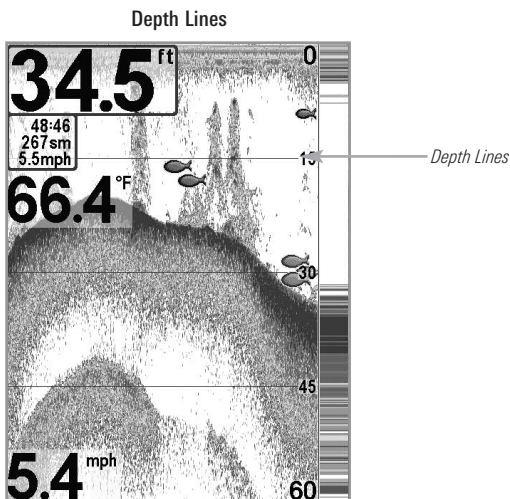 Depth Lines
34.5 ft
0
48:46
267sm
5.5mph
15
Depth Lines
66.4 °F
30
45
5.4 mph
60